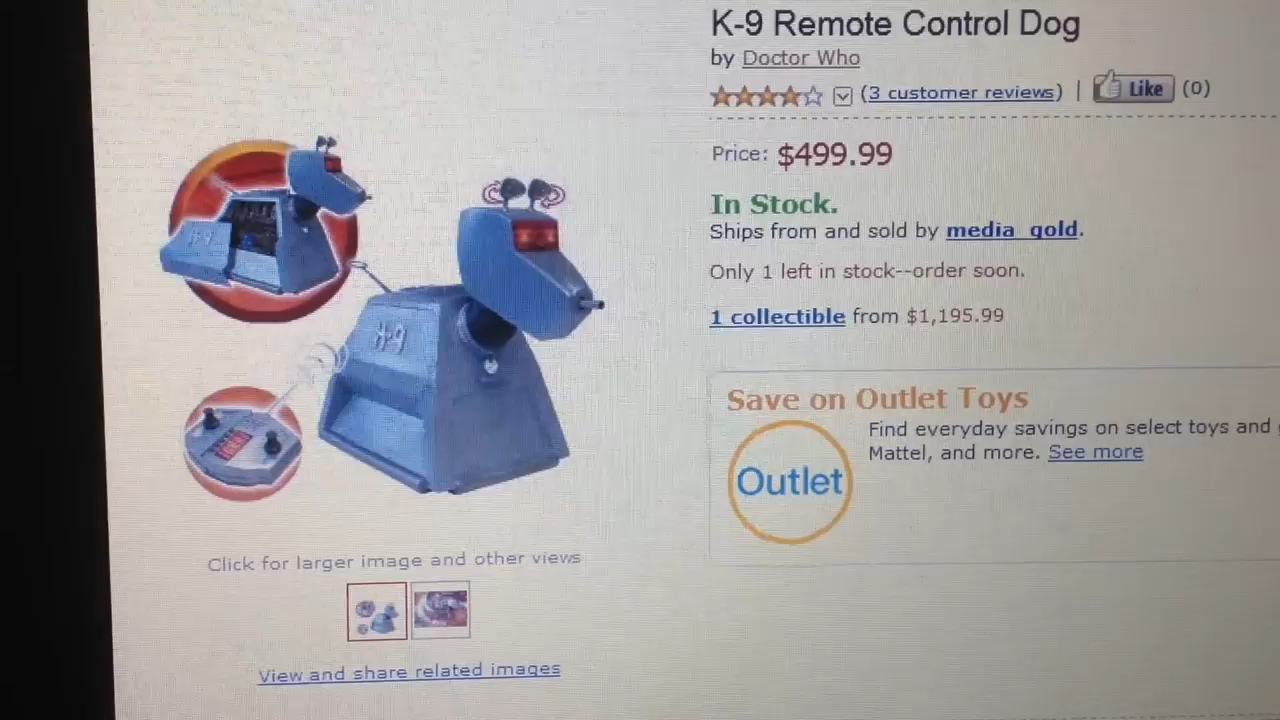 K-9 Remote Control Dog
by Doctor Who
(3 customer reviews) | Like (0)
Price: $499.99
In Stock.
Ships from and sold by media_gold.
Only 1 left in stock--order soon.
1 collectible from $1,195.99
Save on Outlet Toys
Outlet
Find everyday savings on select toys and
Mattel, and more. See more
K-9
K-9
Click for larger image and other views
View and share related images